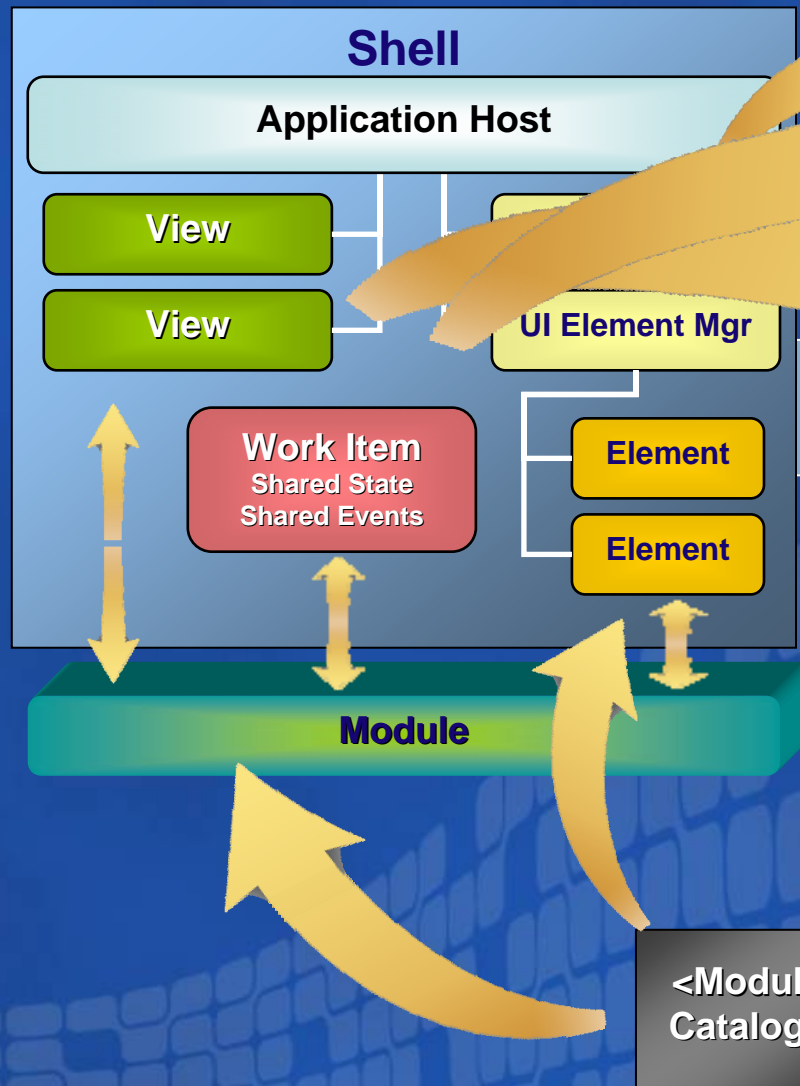 Shell
Application Host
View
View
UI Element Mgr
Work Item
Shared State
Shared Events
Element
Element
Module
<Modul
Catalog